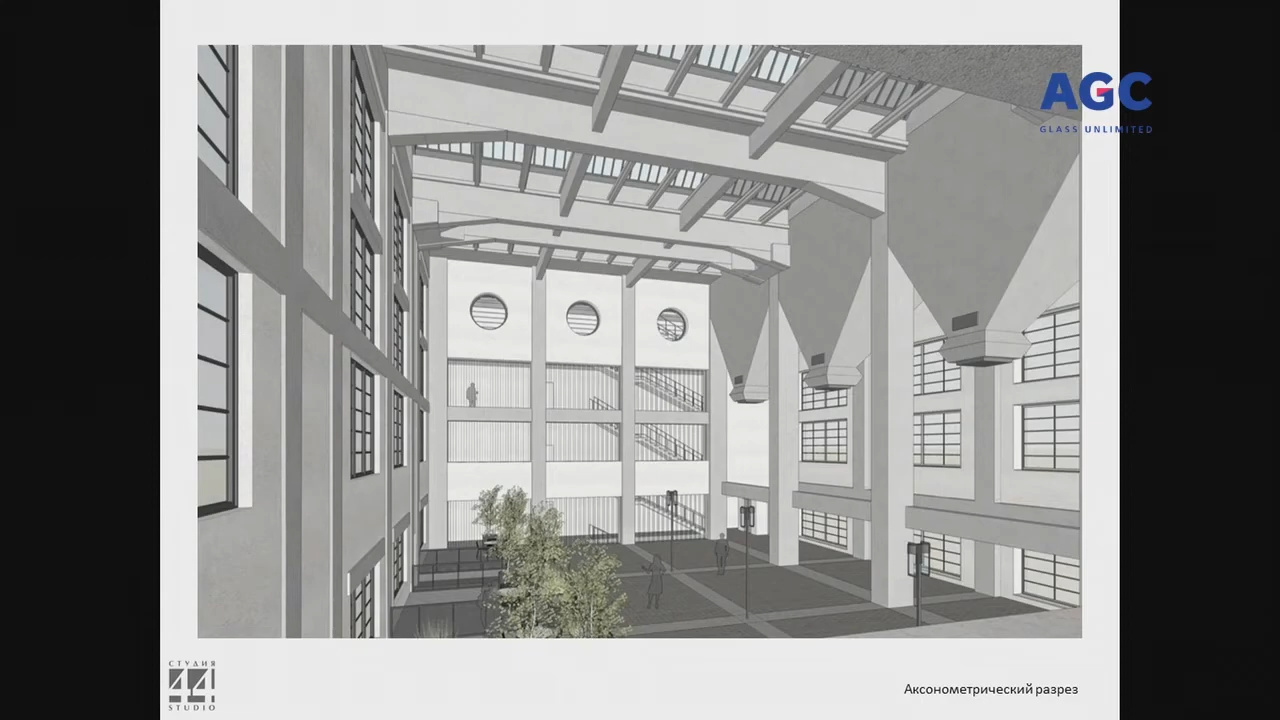 AGC
GLASS UNLIMITED
СТУДИЯ
44
STUDIO
Аксонометрический разрез